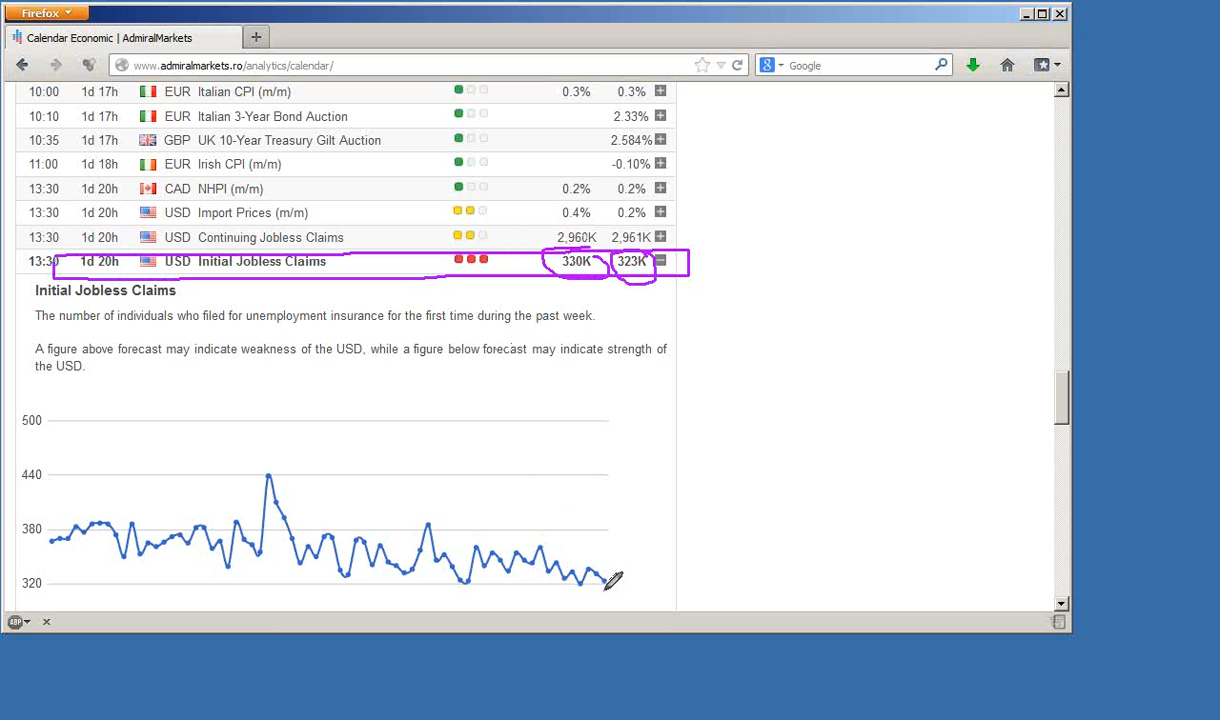 Firefox
Calendar Economic | AdmiralMarkets
www.admiralmarkets.ro/analytics/calendar/
8 Google
10:00 1d 17h EUR Italian CPI (m/m) 0.3% 0.3%
10:10 1d 17h EUR Italian 3-Year Bond Auction 2.33%
10:35 1d 17h GBP UK 10-Year Treasury Gilt Auction 2.584%
11:00 1d 18h EUR Irish CPI (m/m) -0.10%
13:30 1d 20h CAD NHPI (m/m) 0.2% 0.2%
13:30 1d 20h USD Import Prices (m/m) 0.4% 0.2%
13:30 1d 20h USD Continuing Jobless Claims 2,960K 2,961K
13:30 1d 20h USD Initial Jobless Claims 330K 323K
Initial Jobless Claims
The number of individuals who filed for unemployment insurance for the first time during the past week.
A figure above forecast may indicate weakness of the USD, while a figure below forecast may indicate strength of
the USD.
500
440
380
320
ABP